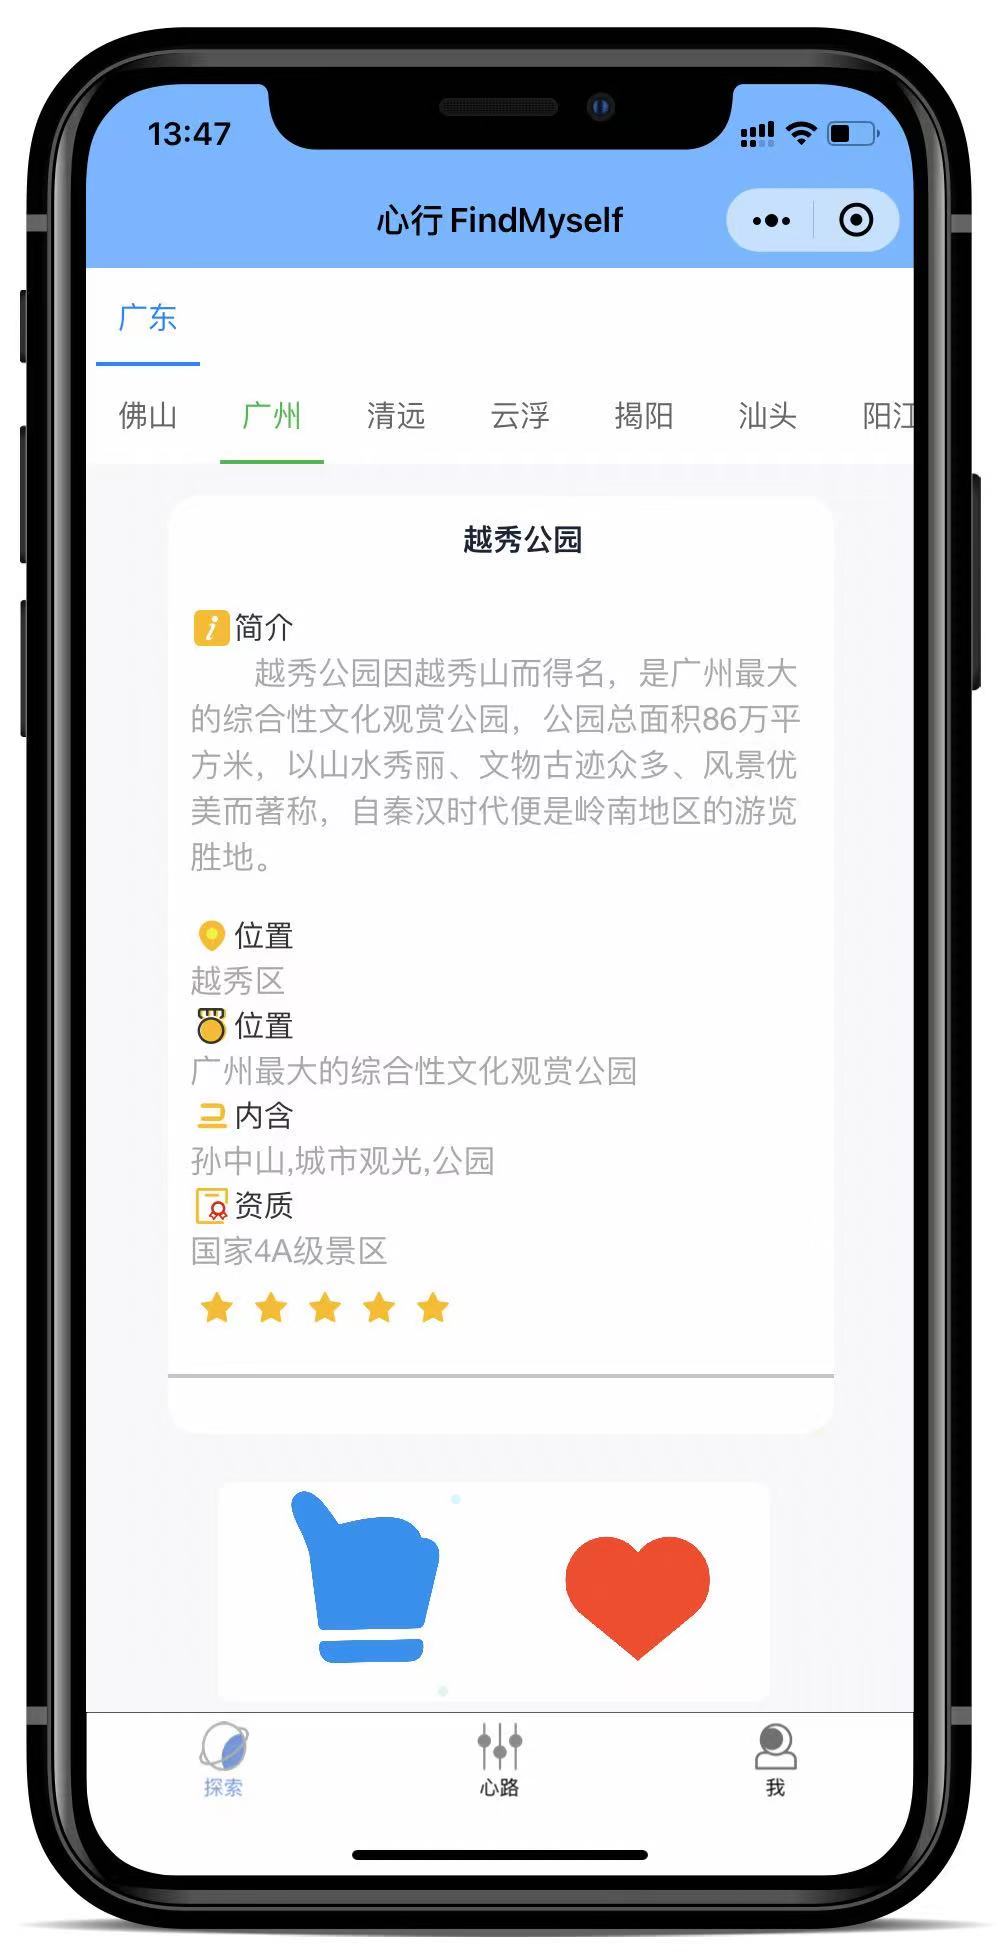 13:47
心行 FindMyself
广东
佛山 广州 清远 云浮 揭阳 汕头 阳江
越秀公园
简介
越秀公园因越秀山而得名，是广州最大
的综合性文化观赏公园，公园总面积86万平
方米，以山水秀丽、文物古迹众多、风景优
美而著称，自秦汉时代便是岭南地区的游览
胜地。
位置
越秀区
位置
广州最大的综合性文化观赏公园
内含
孙中山,城市观光,公园
资质
国家4A级景区
探索 心路 我